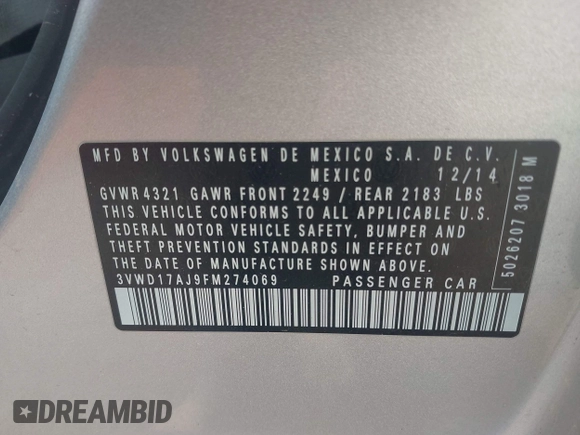 MFD BY VOLKSWAGEN DE MEXICO S.A. DE C.V.
MEXICO 12/14
GVWR 4321 GAWR FRONT 2249 / REAR 2183 LBS
THIS VEHICLE CONFORMS TO ALL APPLICABLE U.S.
FEDERAL MOTOR VEHICLE SAFETY, BUMPER AND
THEFT PREVENTION STANDARDS IN EFFECT ON
THE DATE OF MANUFACTURE SHOWN ABOVE.
3VWD17AJ9FM274069 PASSENGER CAR
5026207 3018 M
DREAMBID